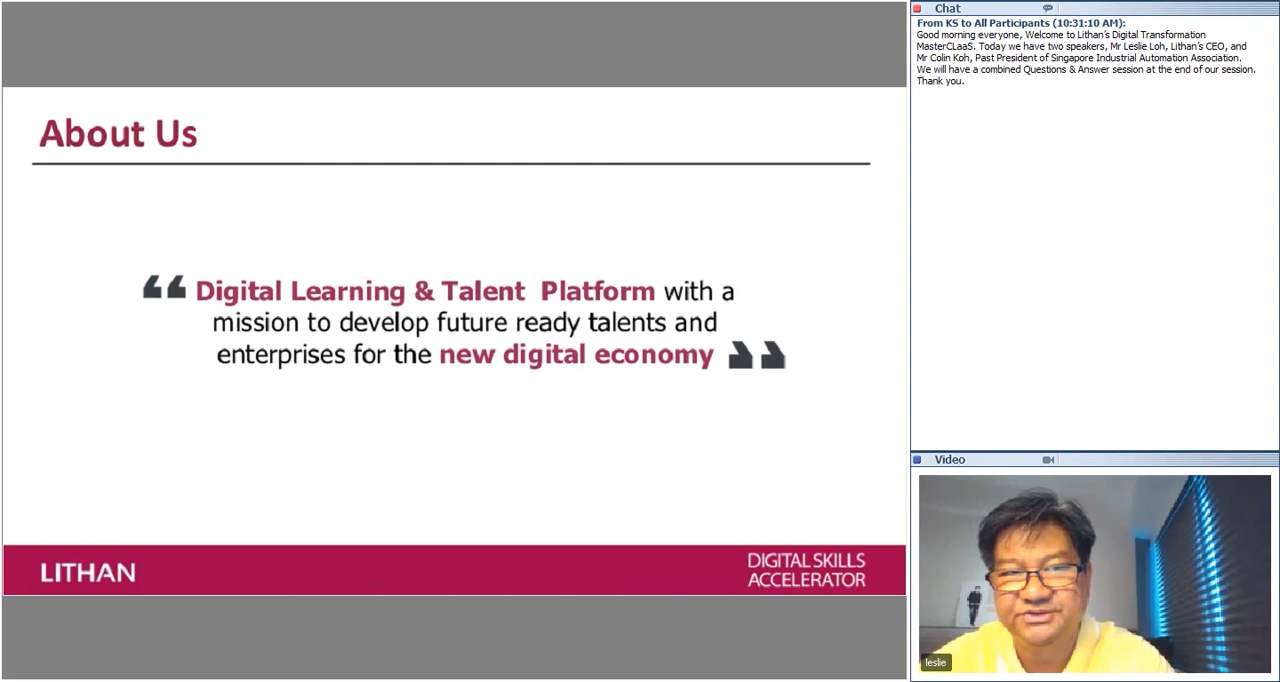 About Us
Digital Learning & Talent Platform with a
mission to develop future ready talents and
enterprises for the new digital economy
LITHAN
DIGITAL SKILLS
ACCELERATOR
Chat
From KS to All Participants (10:31:10 AM):
Good morning everyone, Welcome to Lithan's Digital Transformation
MasterCLaaS. Today we have two speakers, Mr Leslie Loh, Lithan's CEO, and
Mr Colin Koh, Past President of Singapore Industrial Automation Association.
We will have a combined Questions & Answer session at the end of our session.
Thank you.
Video
leslie